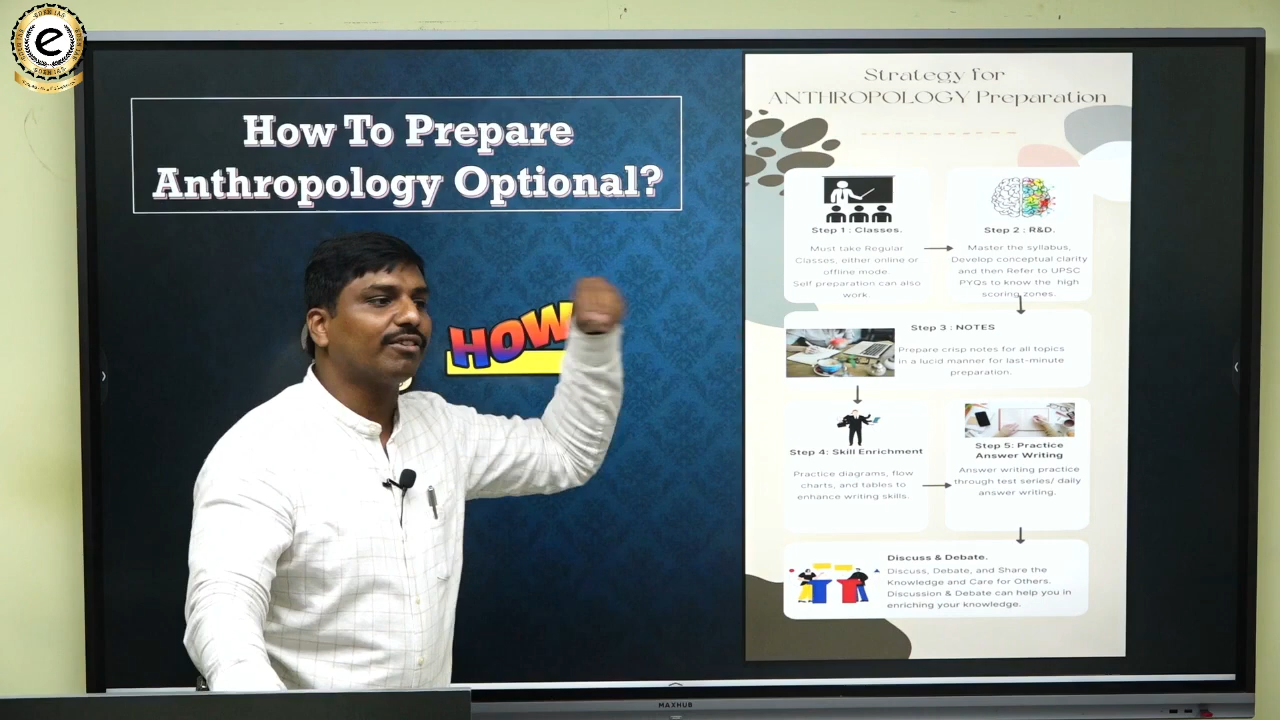 e
EDEN IAS
EDEN IAS
How To Prepare
Anthropology Optional?
HOW
Strategy for
ANTHROPOLOGY Preparation
Step 1 : Classes.
Must take Regular
Classes, either online or
offline mode.
Self preparation can also
work.
Step 2 : R&D.
Master the syllabus,
Develop conceptual clarity
and then Refer to UPSC
PYQs to know the high
scoring zones.
Step 3 : NOTES
Prepare crisp notes for all topics
in a lucid manner for last-minute
preparation.
Step 4: Skill Enrichment
Practice diagrams, flow
charts, and tables to
enhance writing skills.
Step 5: Practice
Answer Writing
Answer writing practice
through test series/ daily
answer writing.
Discuss & Debate.
Discuss, Debate, and Share the
Knowledge and Care for Others.
Discussion & Debate can help you in
enriching your knowledge.
MAXHUB